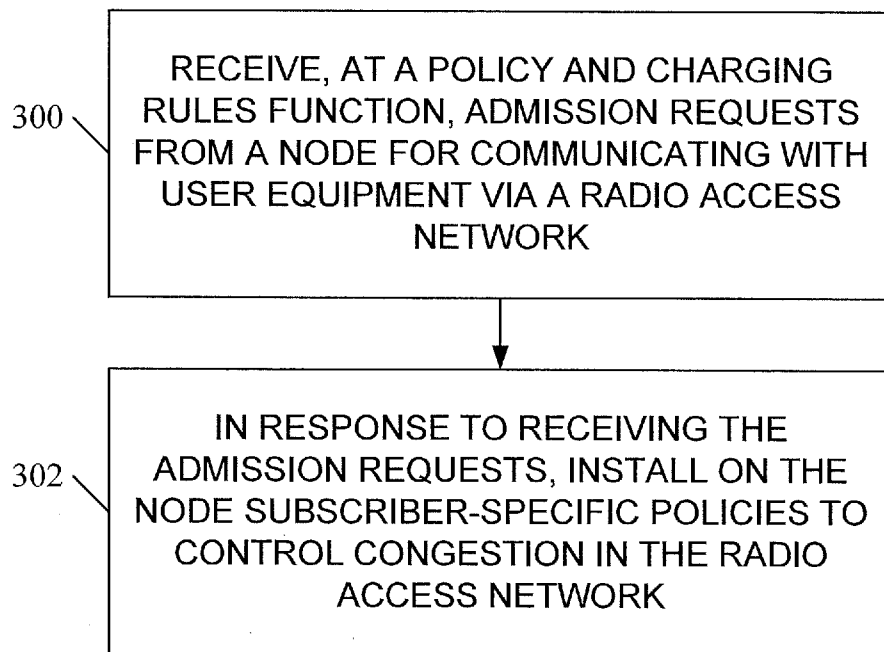 300
RECEIVE, AT A POLICY AND CHARGING
RULES FUNCTION, ADMISSION REQUESTS
FROM A NODE FOR COMMUNICATING WITH
USER EQUIPMENT VIA A RADIO ACCESS
NETWORK
302
IN RESPONSE TO RECEIVING THE
ADMISSION REQUESTS, INSTALL ON THE
NODE SUBSCRIBER-SPECIFIC POLICIES TO
CONTROL CONGESTION IN THE RADIO
ACCESS NETWORK